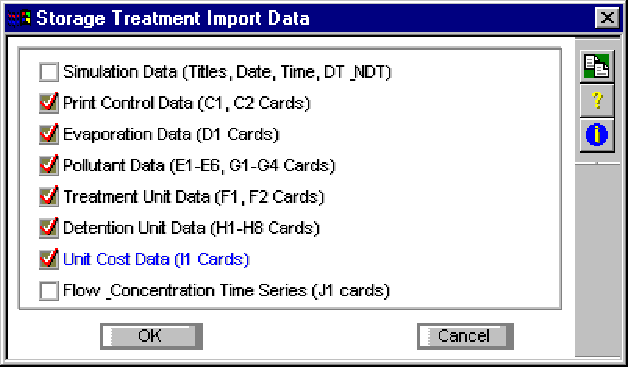 Storage Treatment Import Data
Simulation Data (Titles, Date, Time, DT _NDT)
Print Control Data (C1, C2 Cards)
Evaporation Data (D1 Cards)
Pollutant Data (E1-E6, G1-G4 Cards)
Treatment Unit Data (F1, F2 Cards)
Detention Unit Data (H1-H8 Cards)
Unit Cost Data (I1 Cards)
Flow _Concentration Time Series (J1 cards)
OK
Cancel